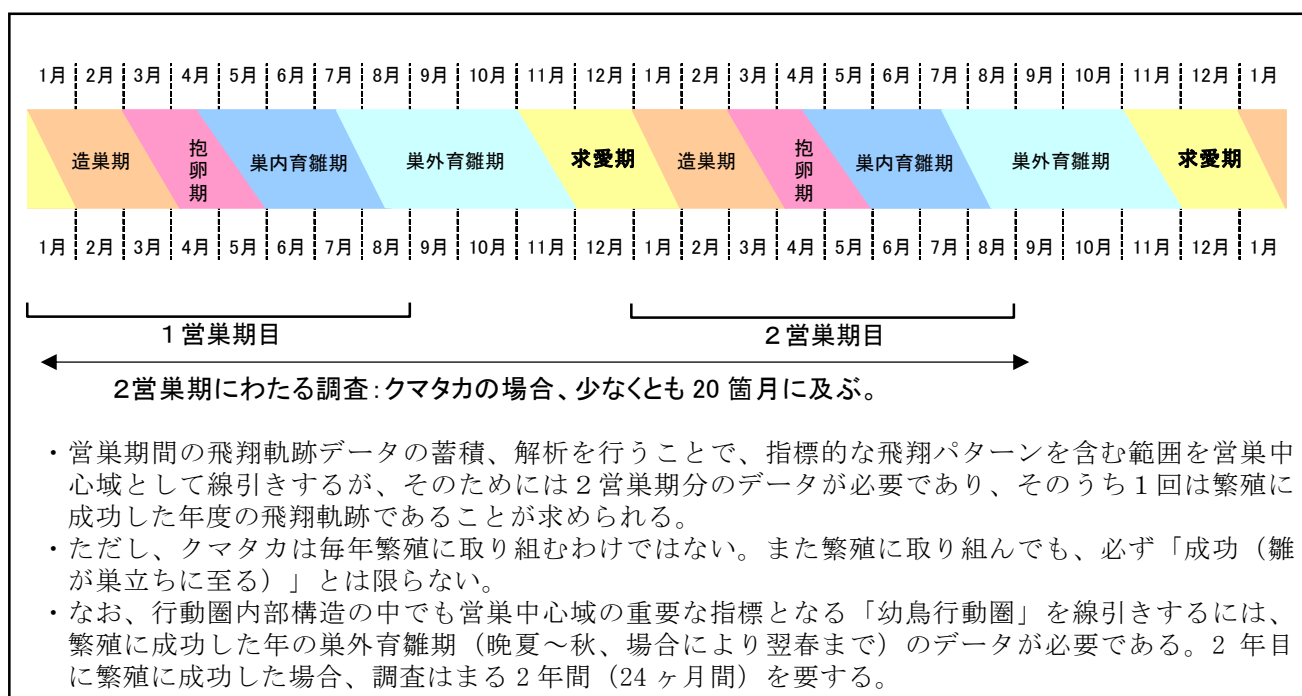 1月 2月 3月 4月 5月 6月 7月 8月 9月 10月 11月 12月 1月 2月 3月 4月 5月 6月 7月 8月 9月 10月 11月 12月 1月
造巣期 抱卵期 巣内育雛期 巣外育雛期 求愛期 造巣期 抱卵期 巣内育雛期 巣外育雛期 求愛期
1月 2月 3月 4月 5月 6月 7月 8月 9月 10月 11月 12月 1月 2月 3月 4月 5月 6月 7月 8月 9月 10月 11月 12月 1月
1営巣期目 2営巣期目
2営巣期にわたる調査:クマタカの場合、少なくとも 20 箇月に及ぶ。
・営巣期間の飛翔軌跡データの蓄積、解析を行うことで、指標的な飛翔パターンを含む範囲を営巣中
心域として線引きするが、そのためには2営巣期分のデータが必要であり、そのうち1回は繁殖に
成功した年度の飛翔軌跡であることが求められる。
・ただし、クマタカは毎年繁殖に取り組むわけではない。また繁殖に取り組んでも、必ず「成功（雛
が巣立ちに至る）」とは限らない。
・なお、行動圏内部構造の中でも営巣中心域の重要な指標となる「幼鳥行動圏」を線引きするには、
繁殖に成功した年の巣外育雛期（晩夏～秋、場合により翌春まで）のデータが必要である。2 年目
に繁殖に成功した場合、調査はまる 2 年間（24 ヶ月間）を要する。